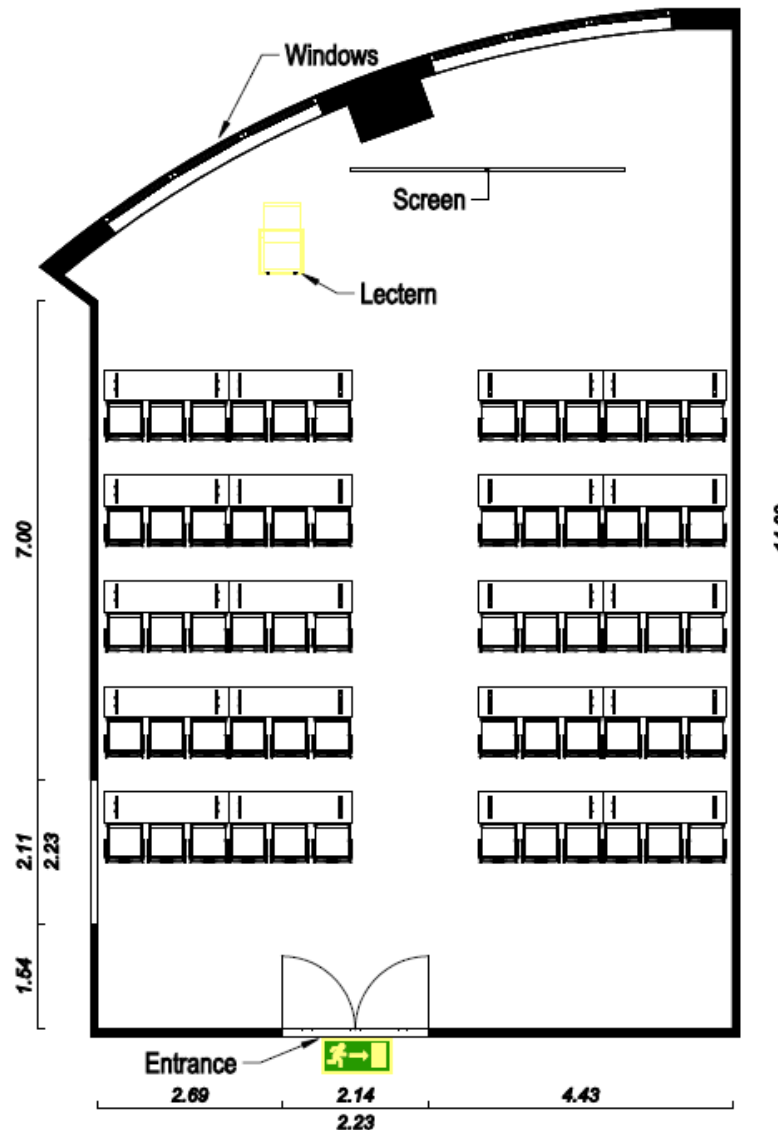 Windows
Screen
Lectern
7.00
2.11
2.23
1.54
Entrance
2.69
2.14
4.43
2.23